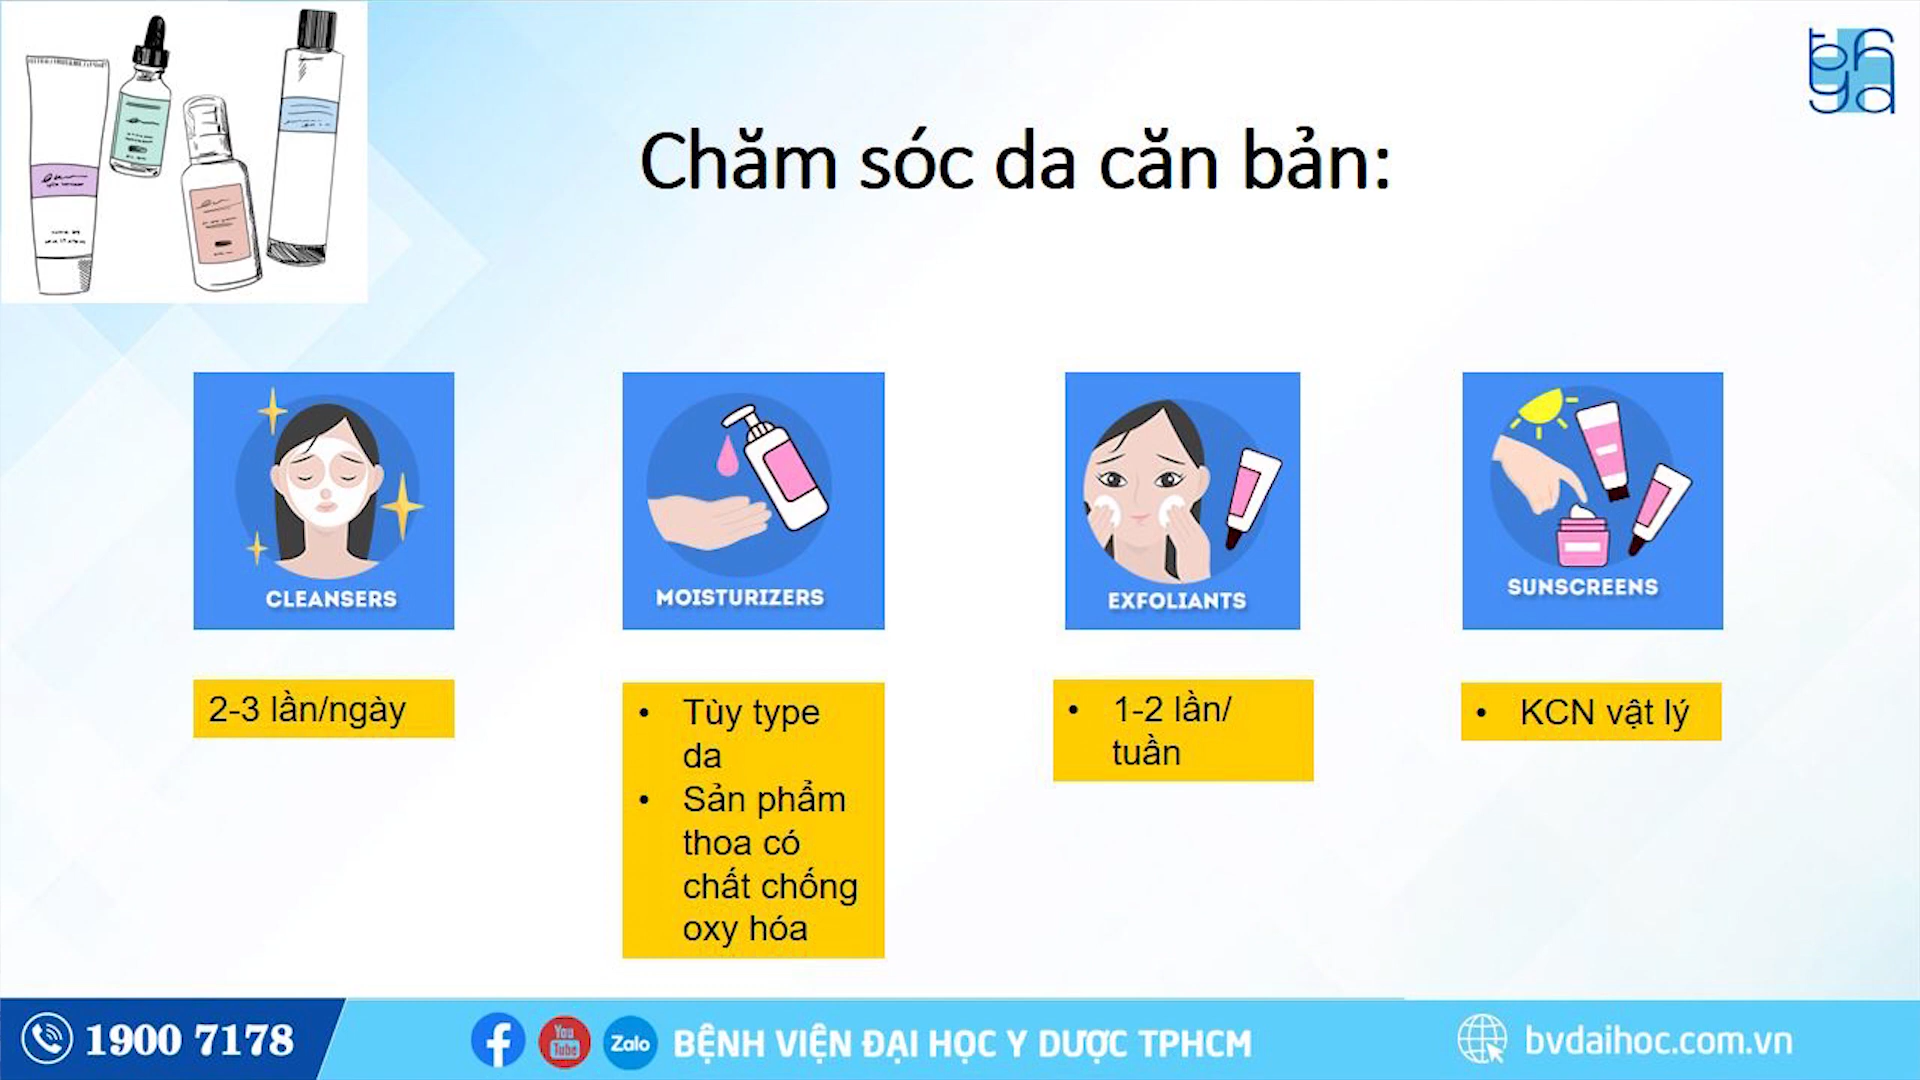 Chăm sóc da căn bản:
CLEANSERS
MOISTURIZERS
EXFOLIANTS
SUNSCREENS
2-3 lần/ngày
• Tùy type
da
• Sản phẩm
thoa có
chất chống
oxy hóa
• 1-2 lần/
tuần
• KCN vật lý
1900 7178
You
Tube
Zalo
BỆNH VIỆN ĐẠI HỌC Y DƯỢC TPHCM
bvdaihoc.com.vn